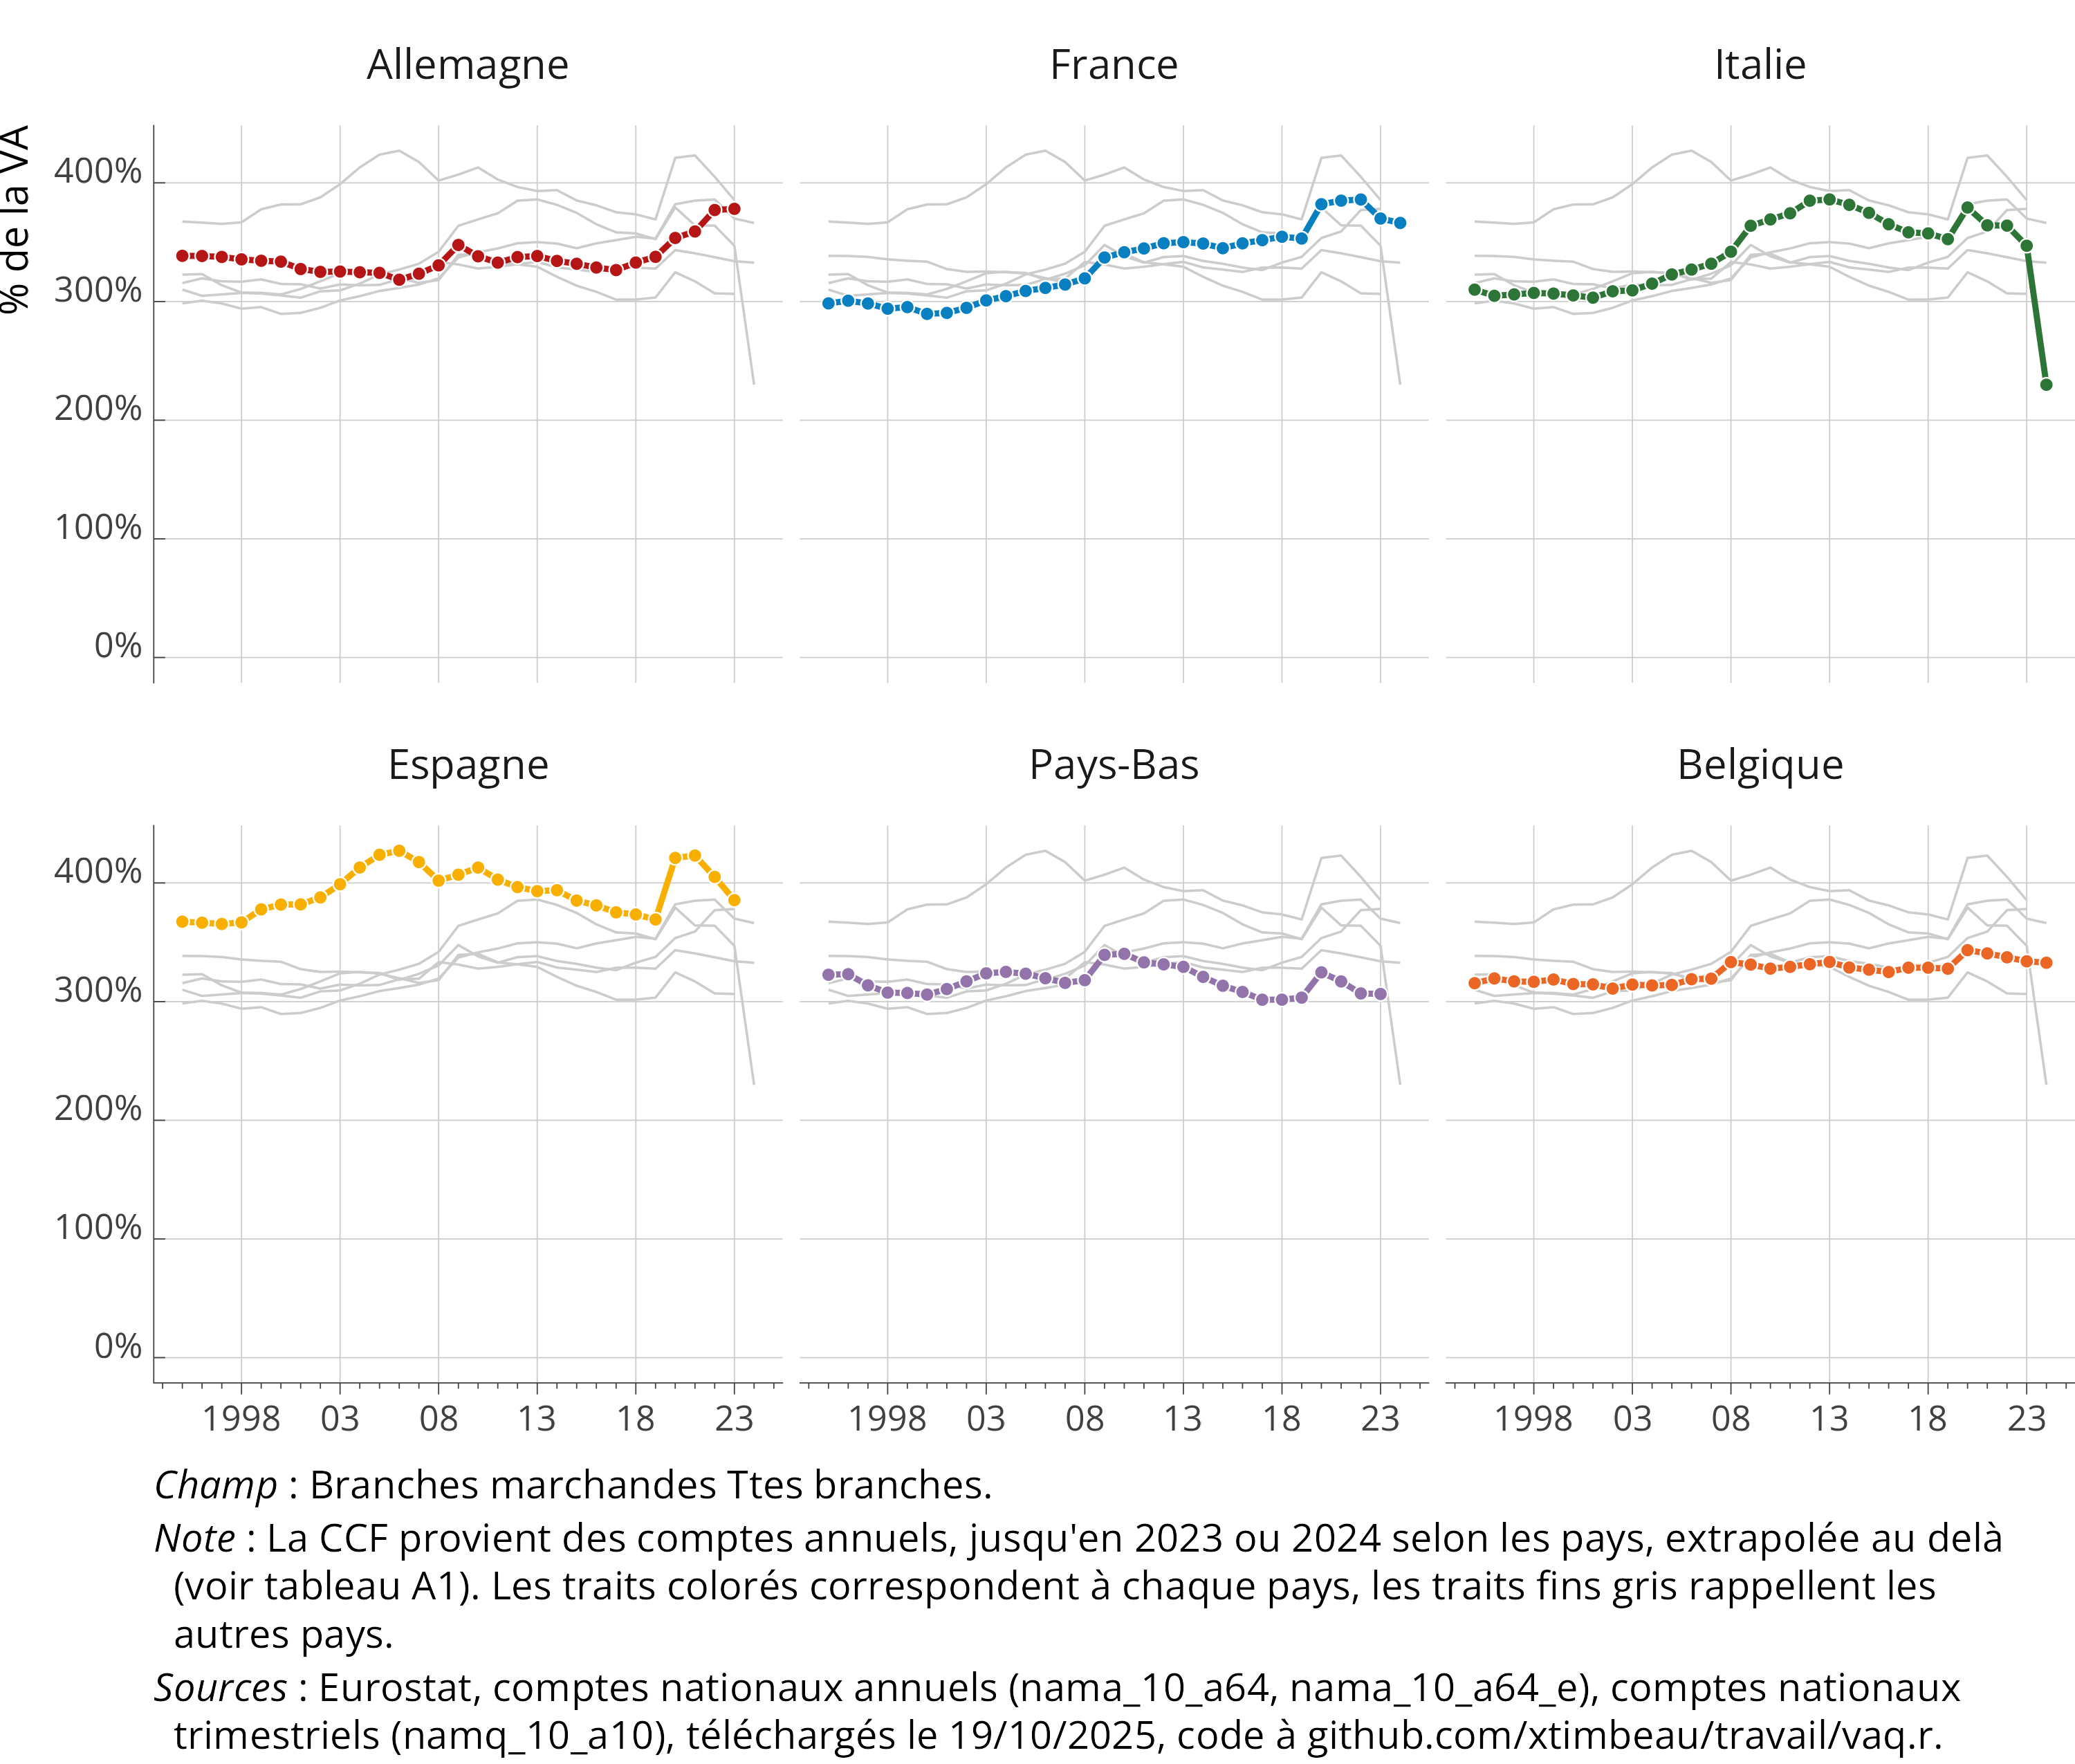 Allemagne
France
Italie
% de la VA
400%
300%
200%
100%
0%
Espagne
Pays-Bas
Belgique
400%
300%
200%
100%
0%
1998 03 08 13 18 23
1998 03 08 13 18 23
1998 03 08 13 18 23
Champ : Branches marchandes Ttes branches.
Note : La CCF provient des comptes annuels, jusqu'en 2023 ou 2024 selon les pays, extrapolée au delà
(voir tableau A1). Les traits colorés correspondent à chaque pays, les traits fins gris rappellent les
autres pays.
Sources : Eurostat, comptes nationaux annuels (nama_10_a64, nama_10_a64_e), comptes nationaux
trimestriels (namq_10_a10), téléchargés le 19/10/2025, code à github.com/xtimbeau/travail/vaq.r.